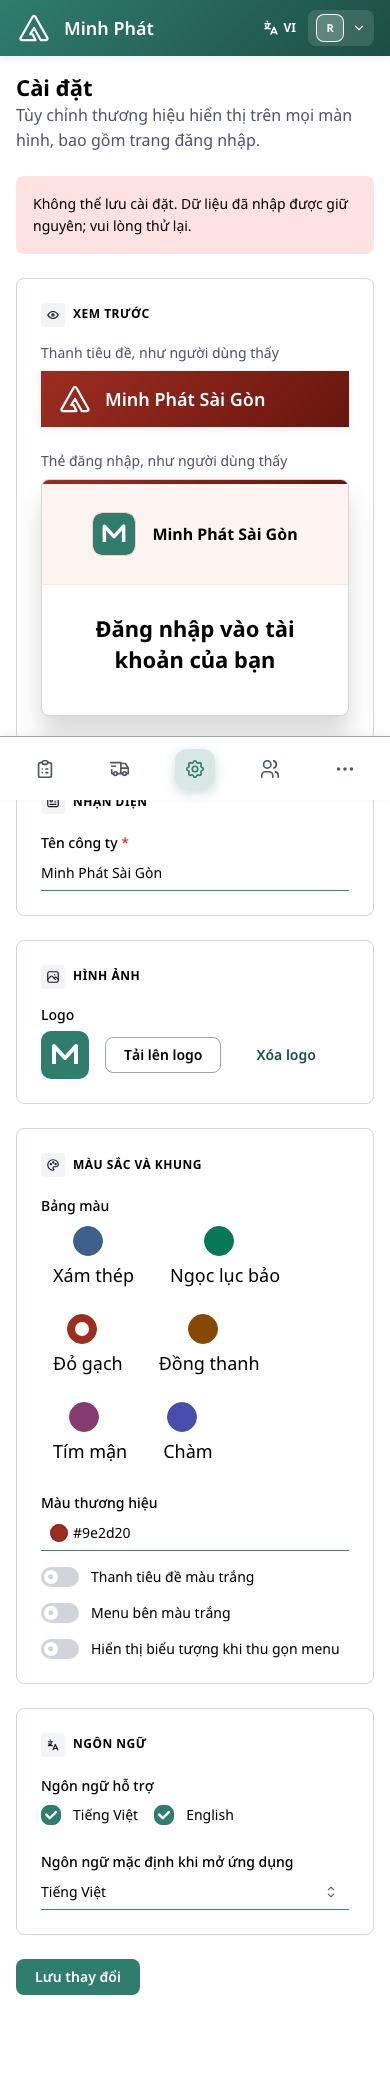 Minh Phát
VI
R
Cài đặt
Tùy chỉnh thương hiệu hiển thị trên mọi màn
hình, bao gồm trang đăng nhập.
Không thể lưu cài đặt. Dữ liệu đã nhập được giữ
nguyên; vui lòng thử lại.
XEM TRƯỚC
Thanh tiêu đề, như người dùng thấy
Minh Phát Sài Gòn
Thẻ đăng nhập, như người dùng thấy
Minh Phát Sài Gòn
Đăng nhập vào tài
khoản của bạn
NHẬN DIỆN
Tên công ty *
Minh Phát Sài Gòn
HÌNH ẢNH
Logo
Tải lên logo
Xóa logo
MÀU SẮC VÀ KHUNG
Bảng màu
Xám thép
Ngọc lục bảo
Đỏ gạch
Đồng thanh
Tím mận
Chàm
Màu thương hiệu
#9e2d20
Thanh tiêu đề màu trắng
Menu bên màu trắng
Hiển thị biểu tượng khi thu gọn menu
NGÔN NGỮ
Ngôn ngữ hỗ trợ
Tiếng Việt
English
Ngôn ngữ mặc định khi mở ứng dụng
Tiếng Việt
Lưu thay đổi